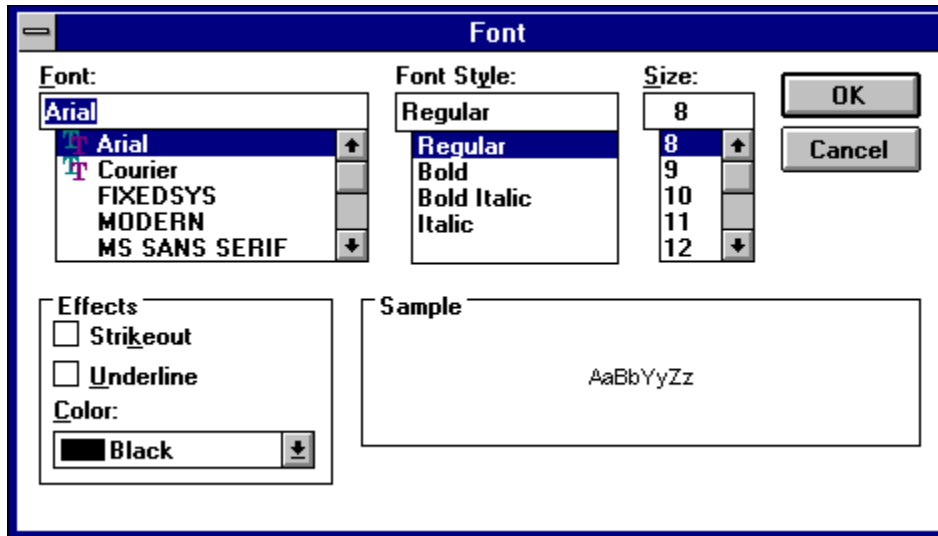 Font
Font:
Arial
Arial
Courier
FIXEDSYS
MODERN
MS SANS SERIF
Font Style:
Regular
Regular
Bold
Bold Italic
Italic
Size:
8
8
9
10
11
12
OK
Cancel
Effects
Strikeout
Underline
Color:
Black
Sample
AaBbYyZz